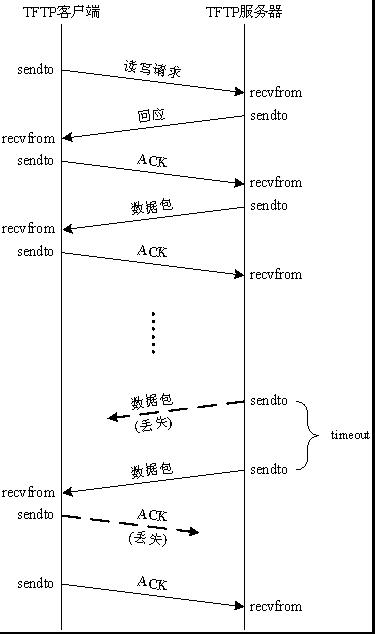 TFTP客户端 TFTP服务器
sendto 读写请求
recvfrom
回应 sendto
recvfrom
sendto ACK
recvfrom
数据包 sendto
recvfrom
sendto ACK
recvfrom
数据包 sendto
(丢失)
timeout
数据包 sendto
recvfrom
sendto ACK
(丢失)
sendto ACK
recvfrom